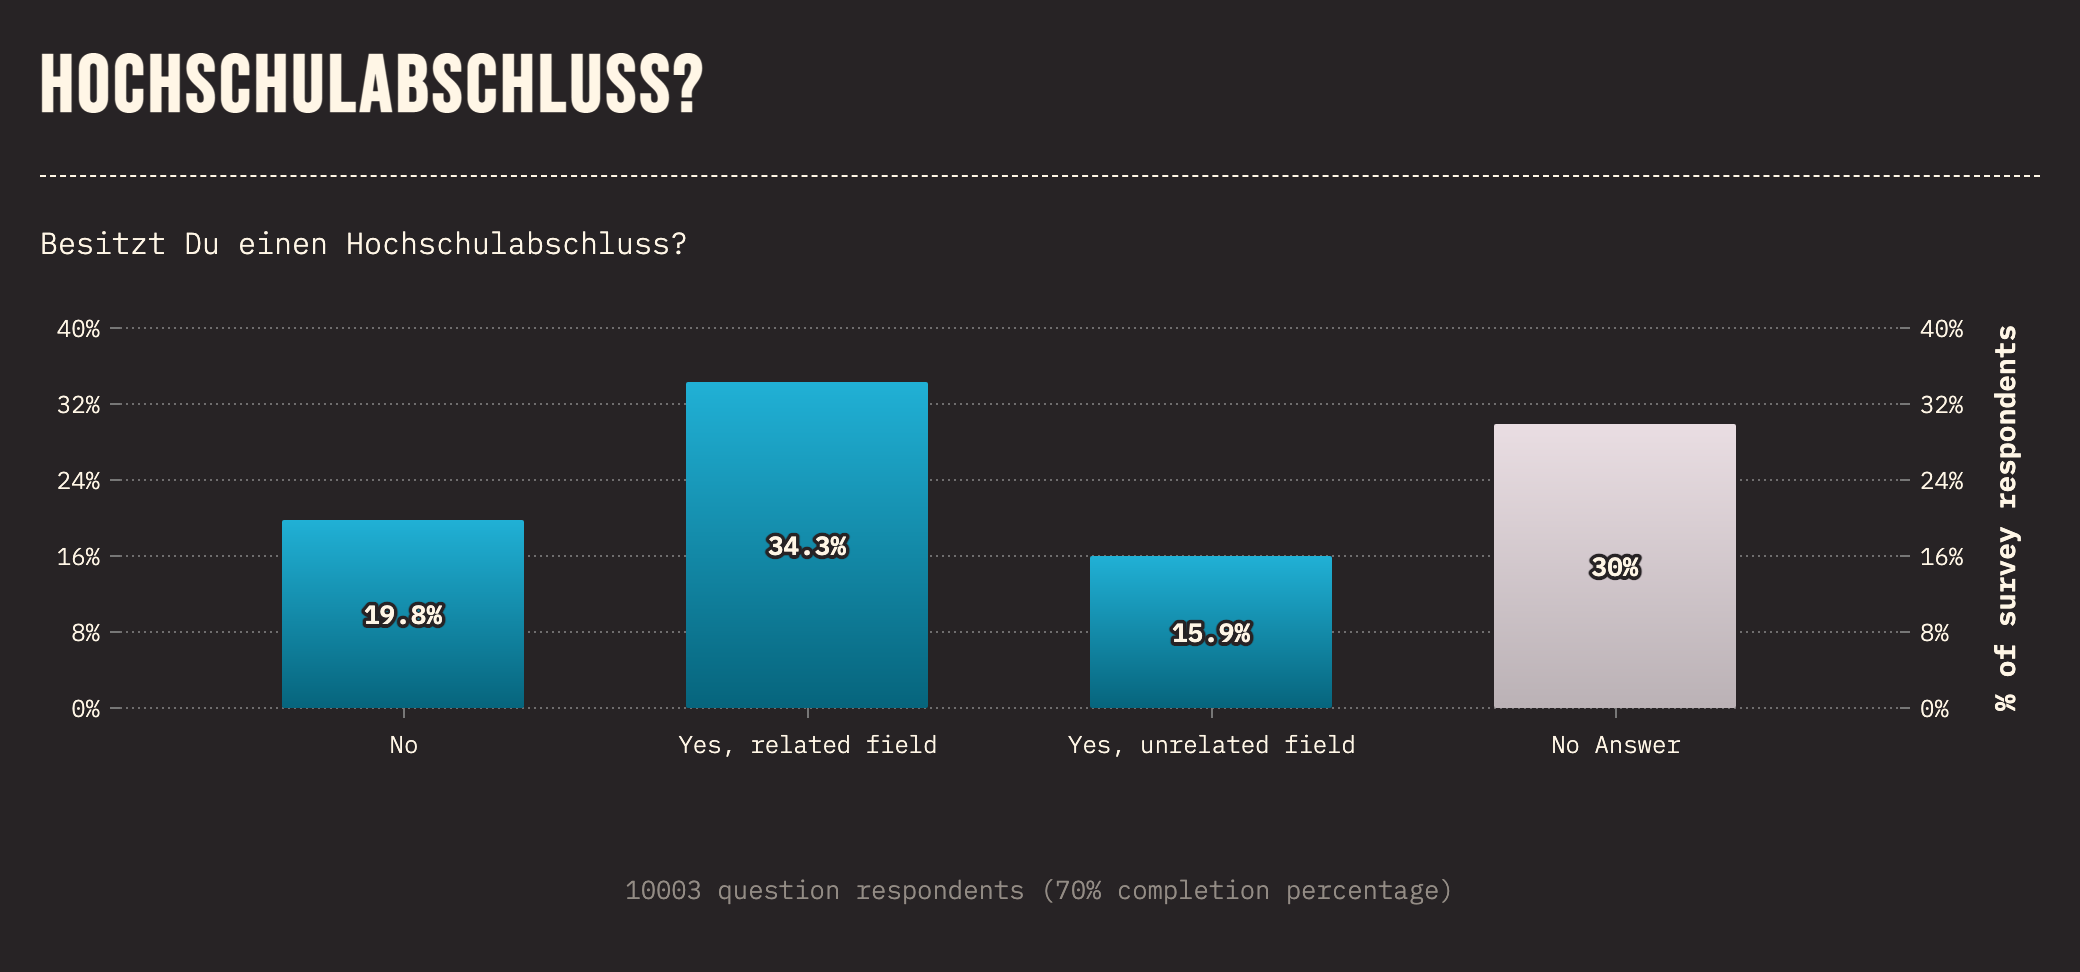 HOCHSCHULABSCHLUSS?
Besitzt Du einen Hochschulabschluss?
40%
32%
24%
16%
8%
0%
19.8%
34.3%
15.9%
30%
40%
32%
24%
16%
8%
0%
% of survey respondents
No
Yes, related field
Yes, unrelated field
No Answer
10003 question respondents (70% completion percentage)